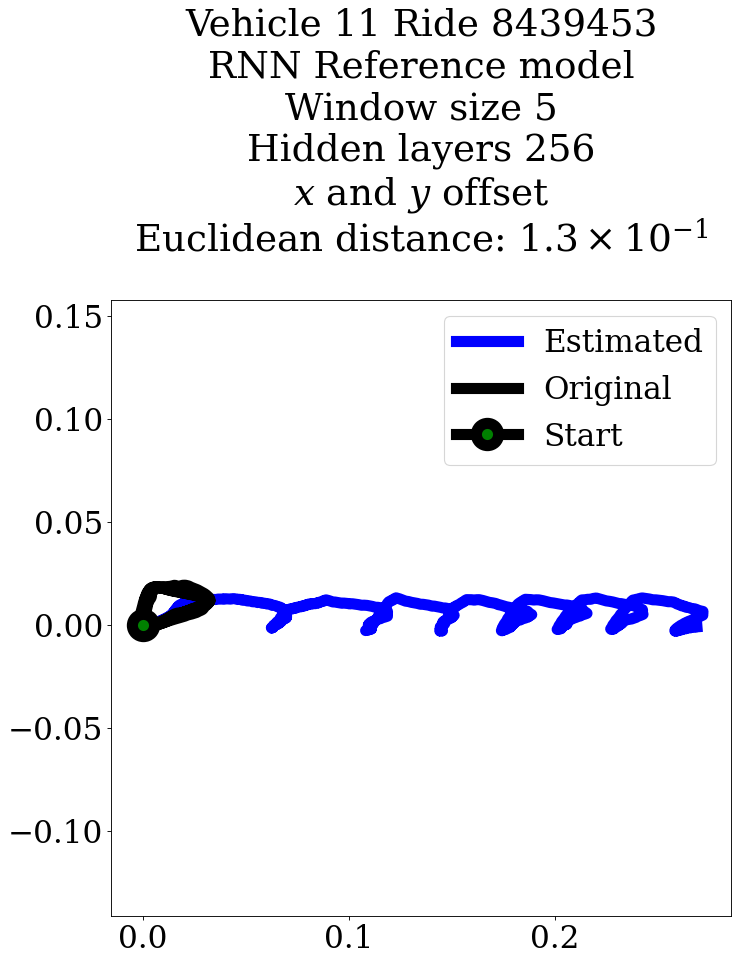 Vehicle 11 Ride 8439453
RNN Reference model
Window size 5
Hidden layers 256
x and y offset
Euclidean distance: 1.3 × 10⁻¹
Estimated
Original
Start
0.15
0.10
0.05
0.00
−0.05
−0.10
0.0 0.1 0.2